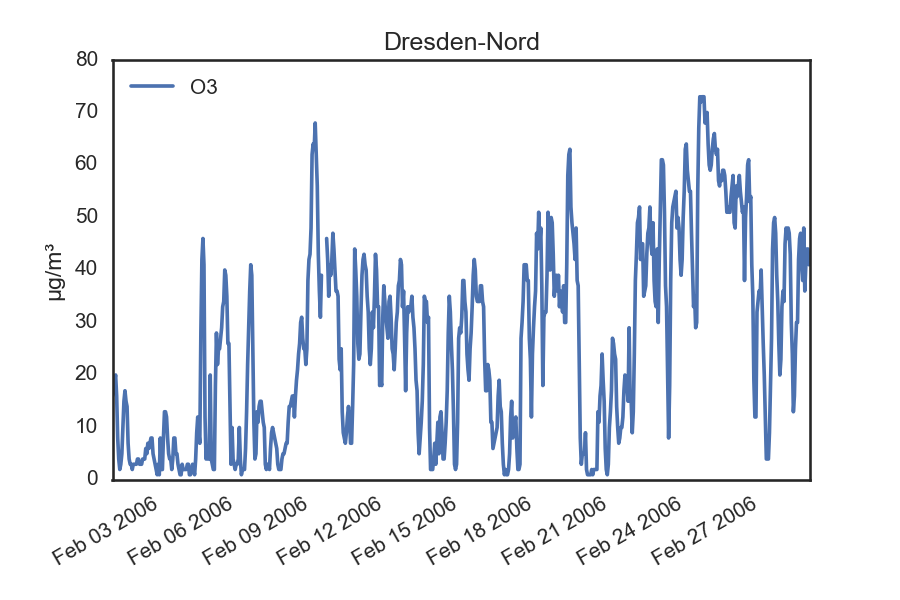 Dresden-Nord
O3
µg/m³
80
70
60
50
40
30
20
10
0
Feb 03 2006
Feb 06 2006
Feb 09 2006
Feb 12 2006
Feb 15 2006
Feb 18 2006
Feb 21 2006
Feb 24 2006
Feb 27 2006